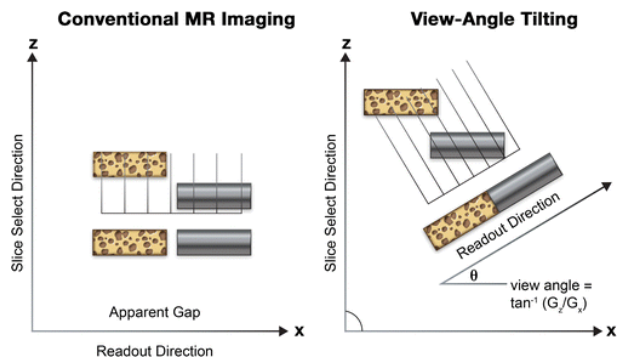 Conventional MR Imaging
Z
Slice Select Direction
Apparent Gap
X
Readout Direction
View-Angle Tilting
Z
Slice Select Direction
Readout Direction
θ
view angle =
tan⁻¹ (Gz/Gx)
X